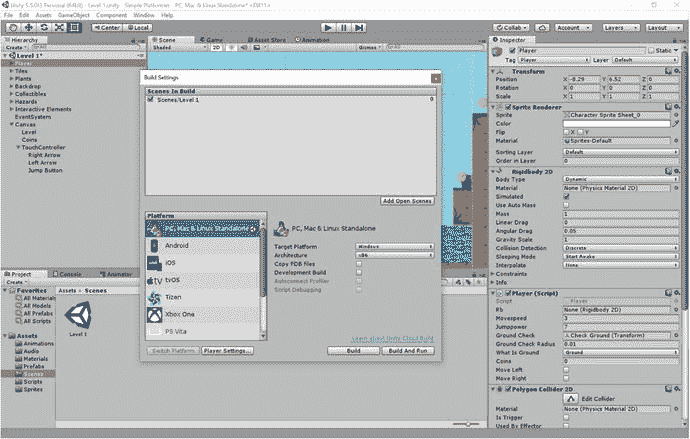 Unity 5.5.0f3 Personal (64bit) - Level 1.unity - Simple Platformer - PC, Mac & Linux Standalone* <DX11>
File Edit Assets GameObject Component Window Help
Center Local
Collab Account Layers Layout
Hierarchy
Create
Level 1*
Player
Tiles
Plants
Backdrop
Collectibles
Hazards
Interactive Elements
EventSystem
Canvas
Level
Coins
TouchController
Right Arrow
Left Arrow
Jump Button
Scene Game Asset Store Animation
Shaded 2D Gizmos
Build Settings
Scenes In Build
Scenes/Level 1 0
Add Open Scenes
Platform
PC, Mac & Linux Standalone
Android
iOS
tvOS
Tizen
Xbox One
PS Vita
PC, Mac & Linux Standalone
Target Platform Windows
Architecture x86
Copy PDB files
Development Build
Autoconnect Profiler
Script Debugging
Learn about Unity Cloud Build
Switch Platform Player Settings... Build Build And Run
Project Console Animator
Create
Favorites
All Materials
All Models
All Prefabs
All Scripts
Assets
Animations
Audio
Materials
Prefabs
Scenes
Scripts
Sprites
Assets Scenes
Level 1
Inspector
Player Static
Tag Player Layer Default
Transform
Position X -8.29 Y 6.52 Z 0
Rotation X 0 Y 0 Z 0
Scale X 1 Y 1 Z 1
Sprite Renderer
Sprite Character Sprite Sheet_0
Color
Flip X Y
Material Sprites-Default
Sorting Layer Default
Order in Layer 0
Rigidbody 2D
Body Type Dynamic
Material None (Physics Material 2D)
Simulated
Use Auto Mass
Mass 1
Linear Drag 0
Angular Drag 0.05
Gravity Scale 1
Collision Detection Discrete
Sleeping Mode Start Awake
Interpolate None
Constraints
Info
Player (Script)
Script Player
Rb None (Rigidbody 2D)
Movespeed 3
Jumppower 7
Ground Check Check Ground (Transform)
Ground Check Radius 0.01
What Is Ground Ground
Coins 0
Move Left
Move Right
Polygon Collider 2D
Edit Collider
Material None (Physics Material 2D)
Is Trigger
Used By Effector